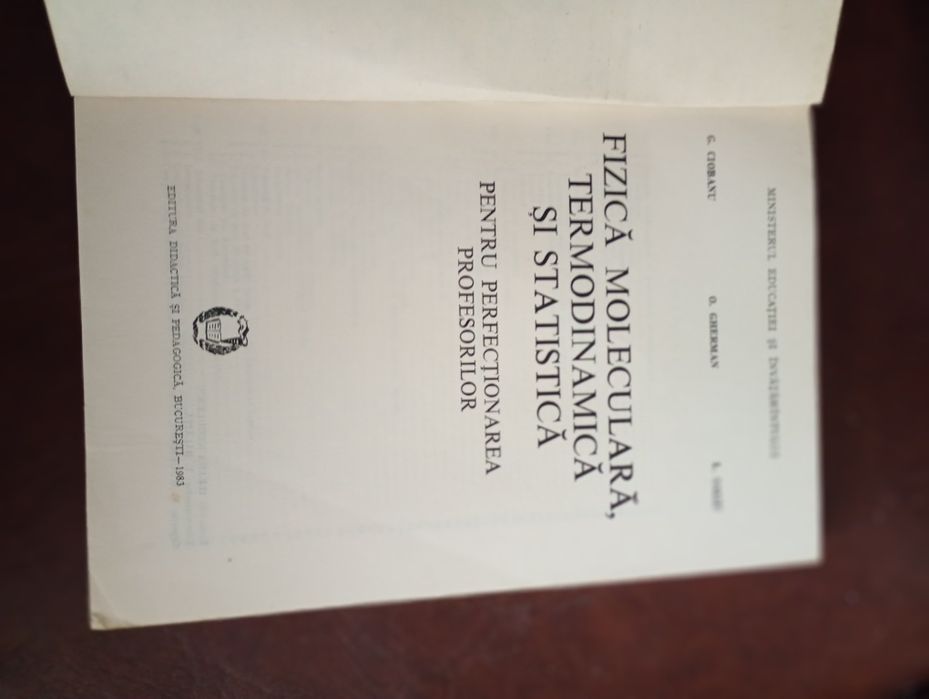 MINISTERUL EDUCAȚIEI ȘI
G. CIOBANU O. GHERMAN
FIZICĂ MOLECULARĂ,
TERMODINAMICĂ
ȘI STATISTICĂ
PENTRU PERFECȚIONAREA
PROFESORILOR
EDITURA DIDACTICĂ ȘI PEDAGOGICĂ, BUCUREȘTI—1983